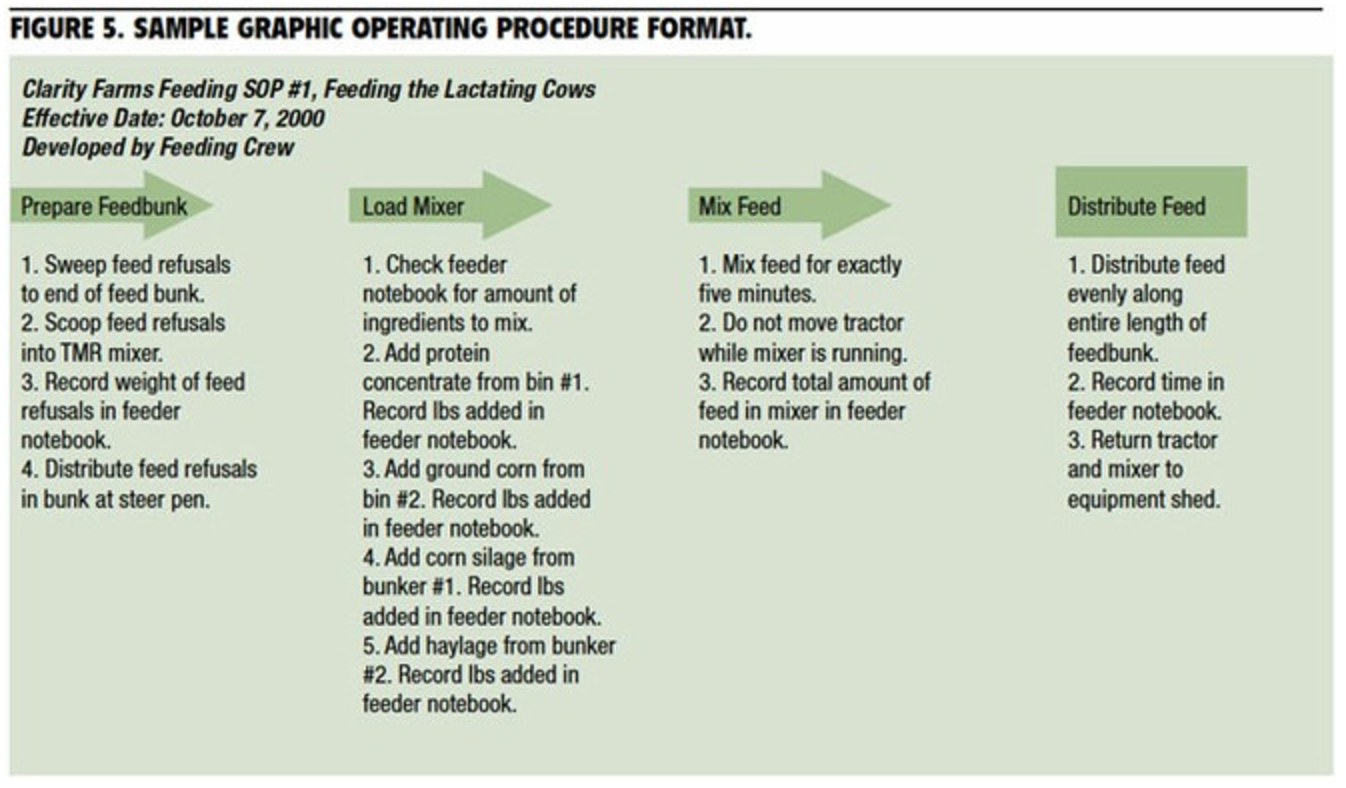 FIGURE 5. SAMPLE GRAPHIC OPERATING PROCEDURE FORMAT.
Clarity Farms Feeding SOP #1, Feeding the Lactating Cows
Effective Date: October 7, 2000
Developed by Feeding Crew
Prepare Feedbunk
1. Sweep feed refusals
to end of feed bunk.
2. Scoop feed refusals
into TMR mixer.
3. Record weight of feed
refusals in feeder
notebook.
4. Distribute feed refusals
in bunk at steer pen.
Load Mixer
1. Check feeder
notebook for amount of
ingredients to mix.
2. Add protein
concentrate from bin #1.
Record lbs added in
feeder notebook.
3. Add ground corn from
bin #2. Record lbs added
in feeder notebook.
4. Add corn silage from
bunker #1. Record lbs
added in feeder notebook.
5. Add haylage from bunker
#2. Record lbs added in
feeder notebook.
Mix Feed
1. Mix feed for exactly
five minutes.
2. Do not move tractor
while mixer is running.
3. Record total amount of
feed in mixer in feeder
notebook.
Distribute Feed
1. Distribute feed
evenly along
entire length of
feedbunk.
2. Record time in
feeder notebook.
3. Return tractor
and mixer to
equipment shed.